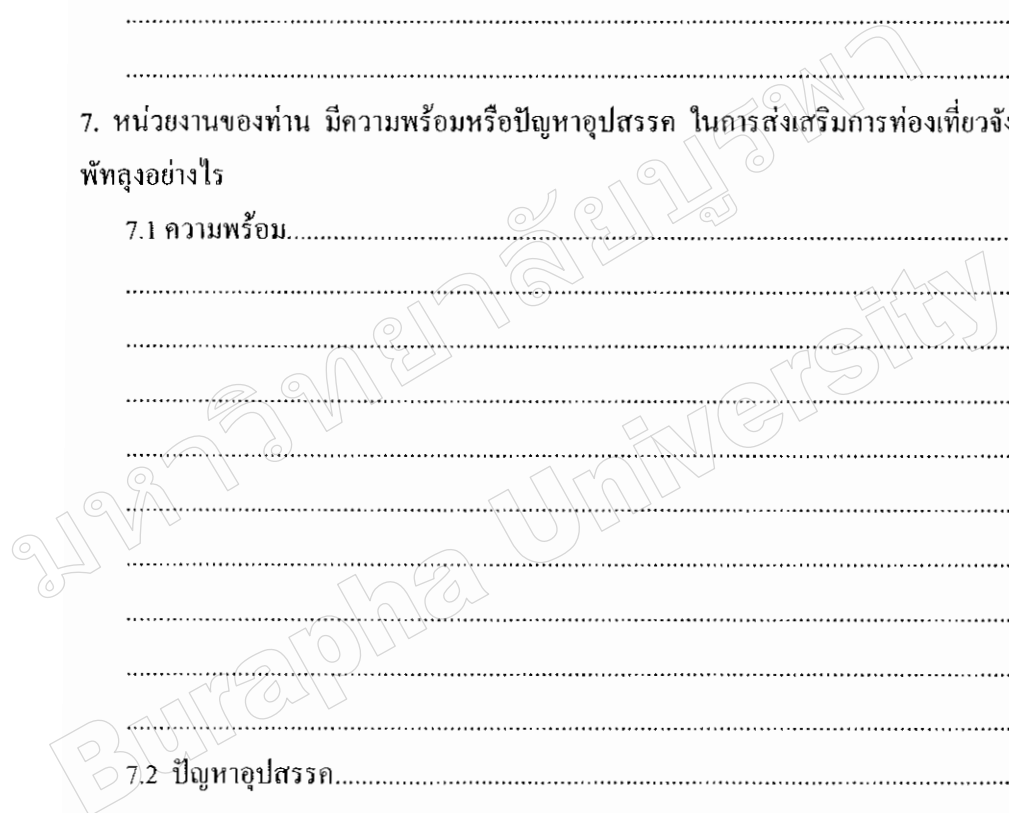 7. หน่วยงานของท่าน มีความพร้อมหรือปัญหาอุปสรรค ในการส่งเสริมการท่องเที่ยวจัง
พัทลุงอย่างไร
7.1 ความพร้อม
7.2 ปัญหาอุปสรรค
มหาวิทยาลัยบูรพา
Burapha University